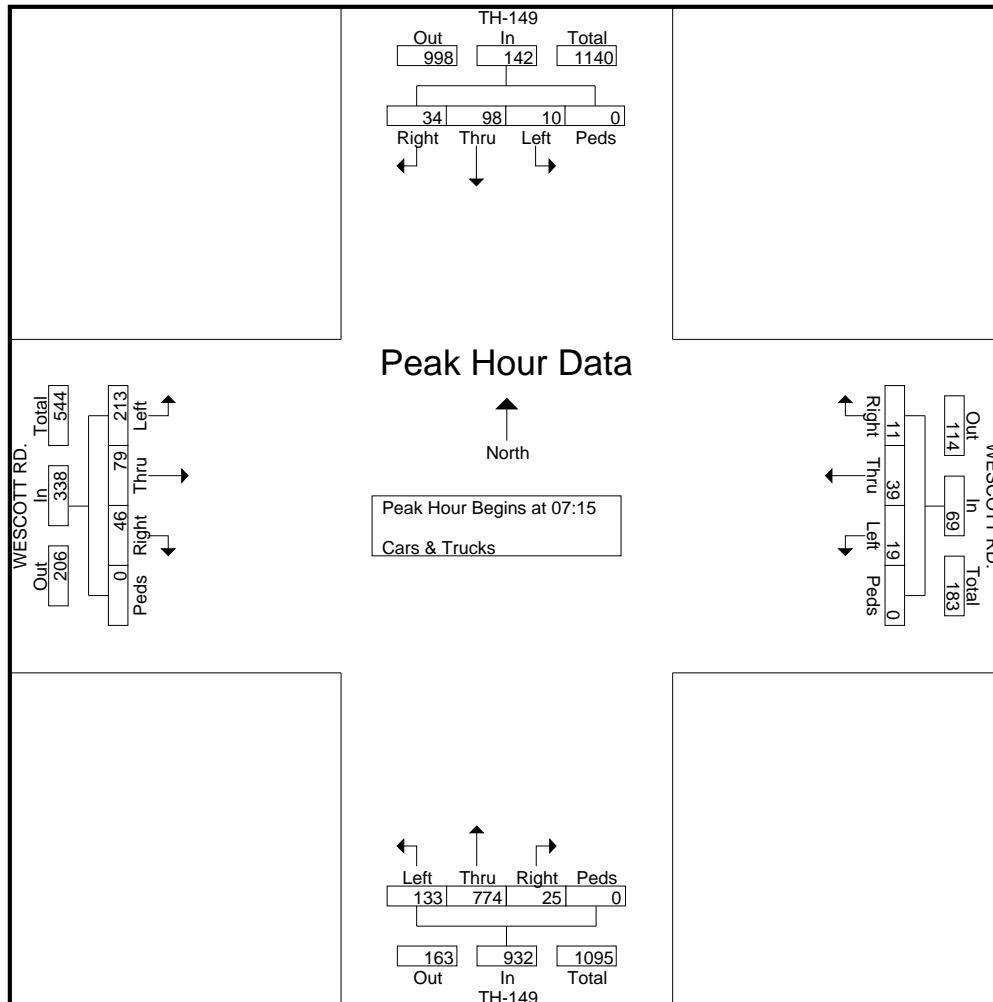 TH-149
Out In Total
998 142 1140
34 98 10 0
Right Thru Left Peds
Peak Hour Data
North
Peak Hour Begins at 07:15
Cars & Trucks
WESCOTT RD.
Out In Total
206 338 544
213 79 46 0
Left Thru Right Peds
WESCOTT RD.
Out In Total
114 69 183
11 39 19 0
Right Thru Left Peds
Left Thru Right Peds
133 774 25 0
163 932 1095
Out In Total
TH-149